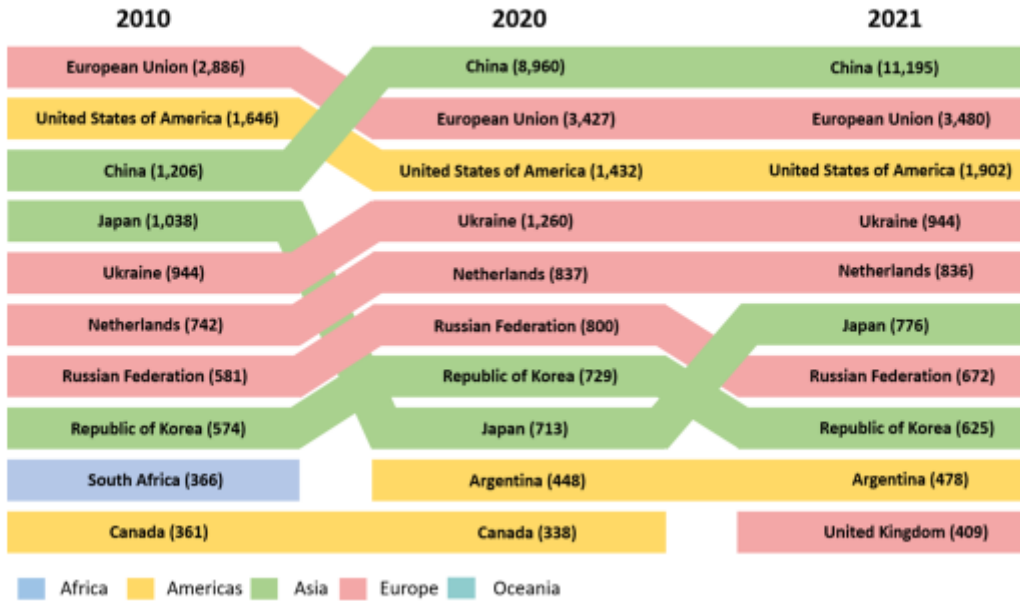 2010 2020 2021
European Union (2,886) China (8,960) China (11,195)
United States of America (1,646) European Union (3,427) European Union (3,480)
China (1,206) United States of America (1,432) United States of America (1,902)
Japan (1,038) Ukraine (1,260) Ukraine (944)
Ukraine (944) Netherlands (837) Netherlands (836)
Netherlands (742) Russian Federation (800) Japan (776)
Russian Federation (581) Republic of Korea (729) Russian Federation (672)
Republic of Korea (574) Japan (713) Republic of Korea (625)
South Africa (366) Argentina (448) Argentina (478)
Canada (361) Canada (338) United Kingdom (409)
Africa Americas Asia Europe Oceania